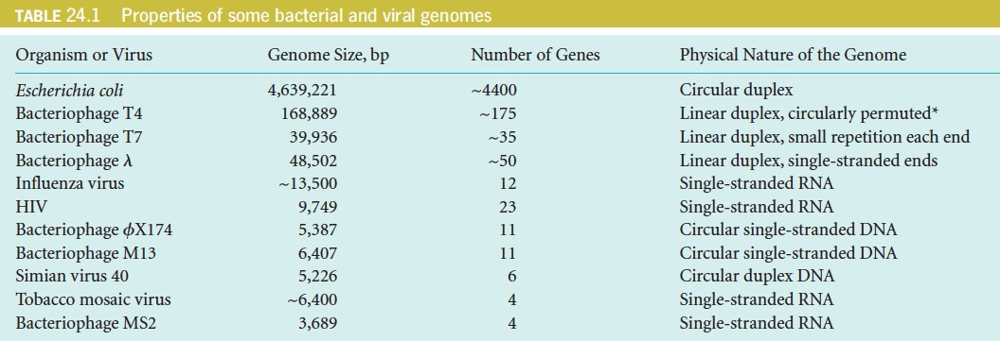 TABLE 24.1 Properties of some bacterial and viral genomes
Organism or Virus Genome Size, bp Number of Genes Physical Nature of the Genome
Escherichia coli 4,639,221 ~4400 Circular duplex
Bacteriophage T4 168,889 ~175 Linear duplex, circularly permuted*
Bacteriophage T7 39,936 ~35 Linear duplex, small repetition each end
Bacteriophage λ 48,502 ~50 Linear duplex, single-stranded ends
Influenza virus ~13,500 12 Single-stranded RNA
HIV 9,749 23 Single-stranded RNA
Bacteriophage ϕX174 5,387 11 Circular single-stranded DNA
Bacteriophage M13 6,407 11 Circular single-stranded DNA
Simian virus 40 5,226 6 Circular duplex DNA
Tobacco mosaic virus ~6,400 4 Single-stranded RNA
Bacteriophage MS2 3,689 4 Single-stranded RNA